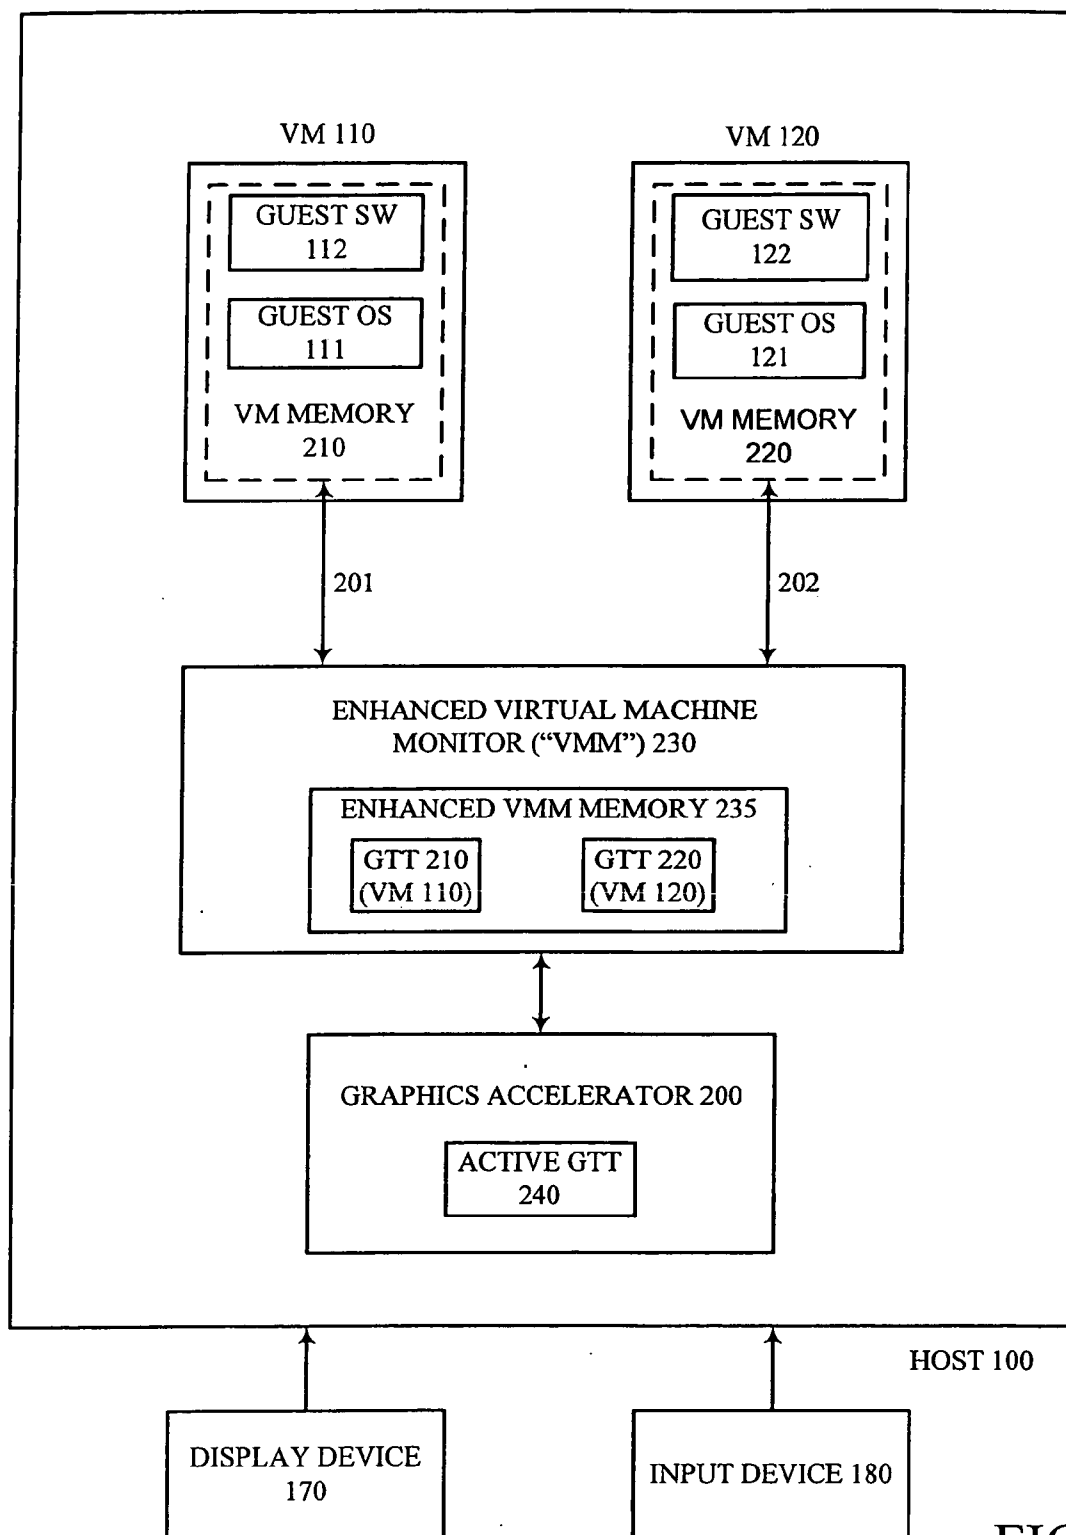 VM 110
VM 120
GUEST SW
112
GUEST OS
111
VM MEMORY
210
GUEST SW
122
GUEST OS
121
VM MEMORY
220
201
202
ENHANCED VIRTUAL MACHINE
MONITOR (“VMM”) 230
ENHANCED VMM MEMORY 235
GTT 210
(VM 110)
GTT 220
(VM 120)
GRAPHICS ACCELERATOR 200
ACTIVE GTT
240
HOST 100
DISPLAY DEVICE
170
INPUT DEVICE 180